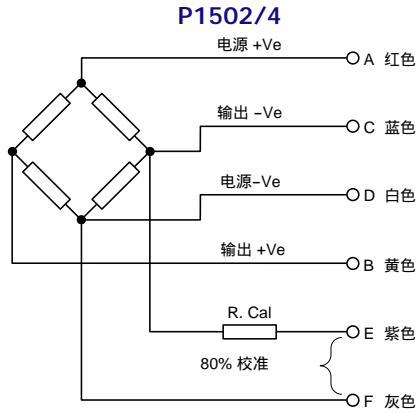 P1502/4
电源 +Ve
A 红色
输出 –Ve
C 蓝色
电源–Ve
D 白色
输出 +Ve
B 黄色
R. Cal
E 紫色
80% 校准
F 灰色